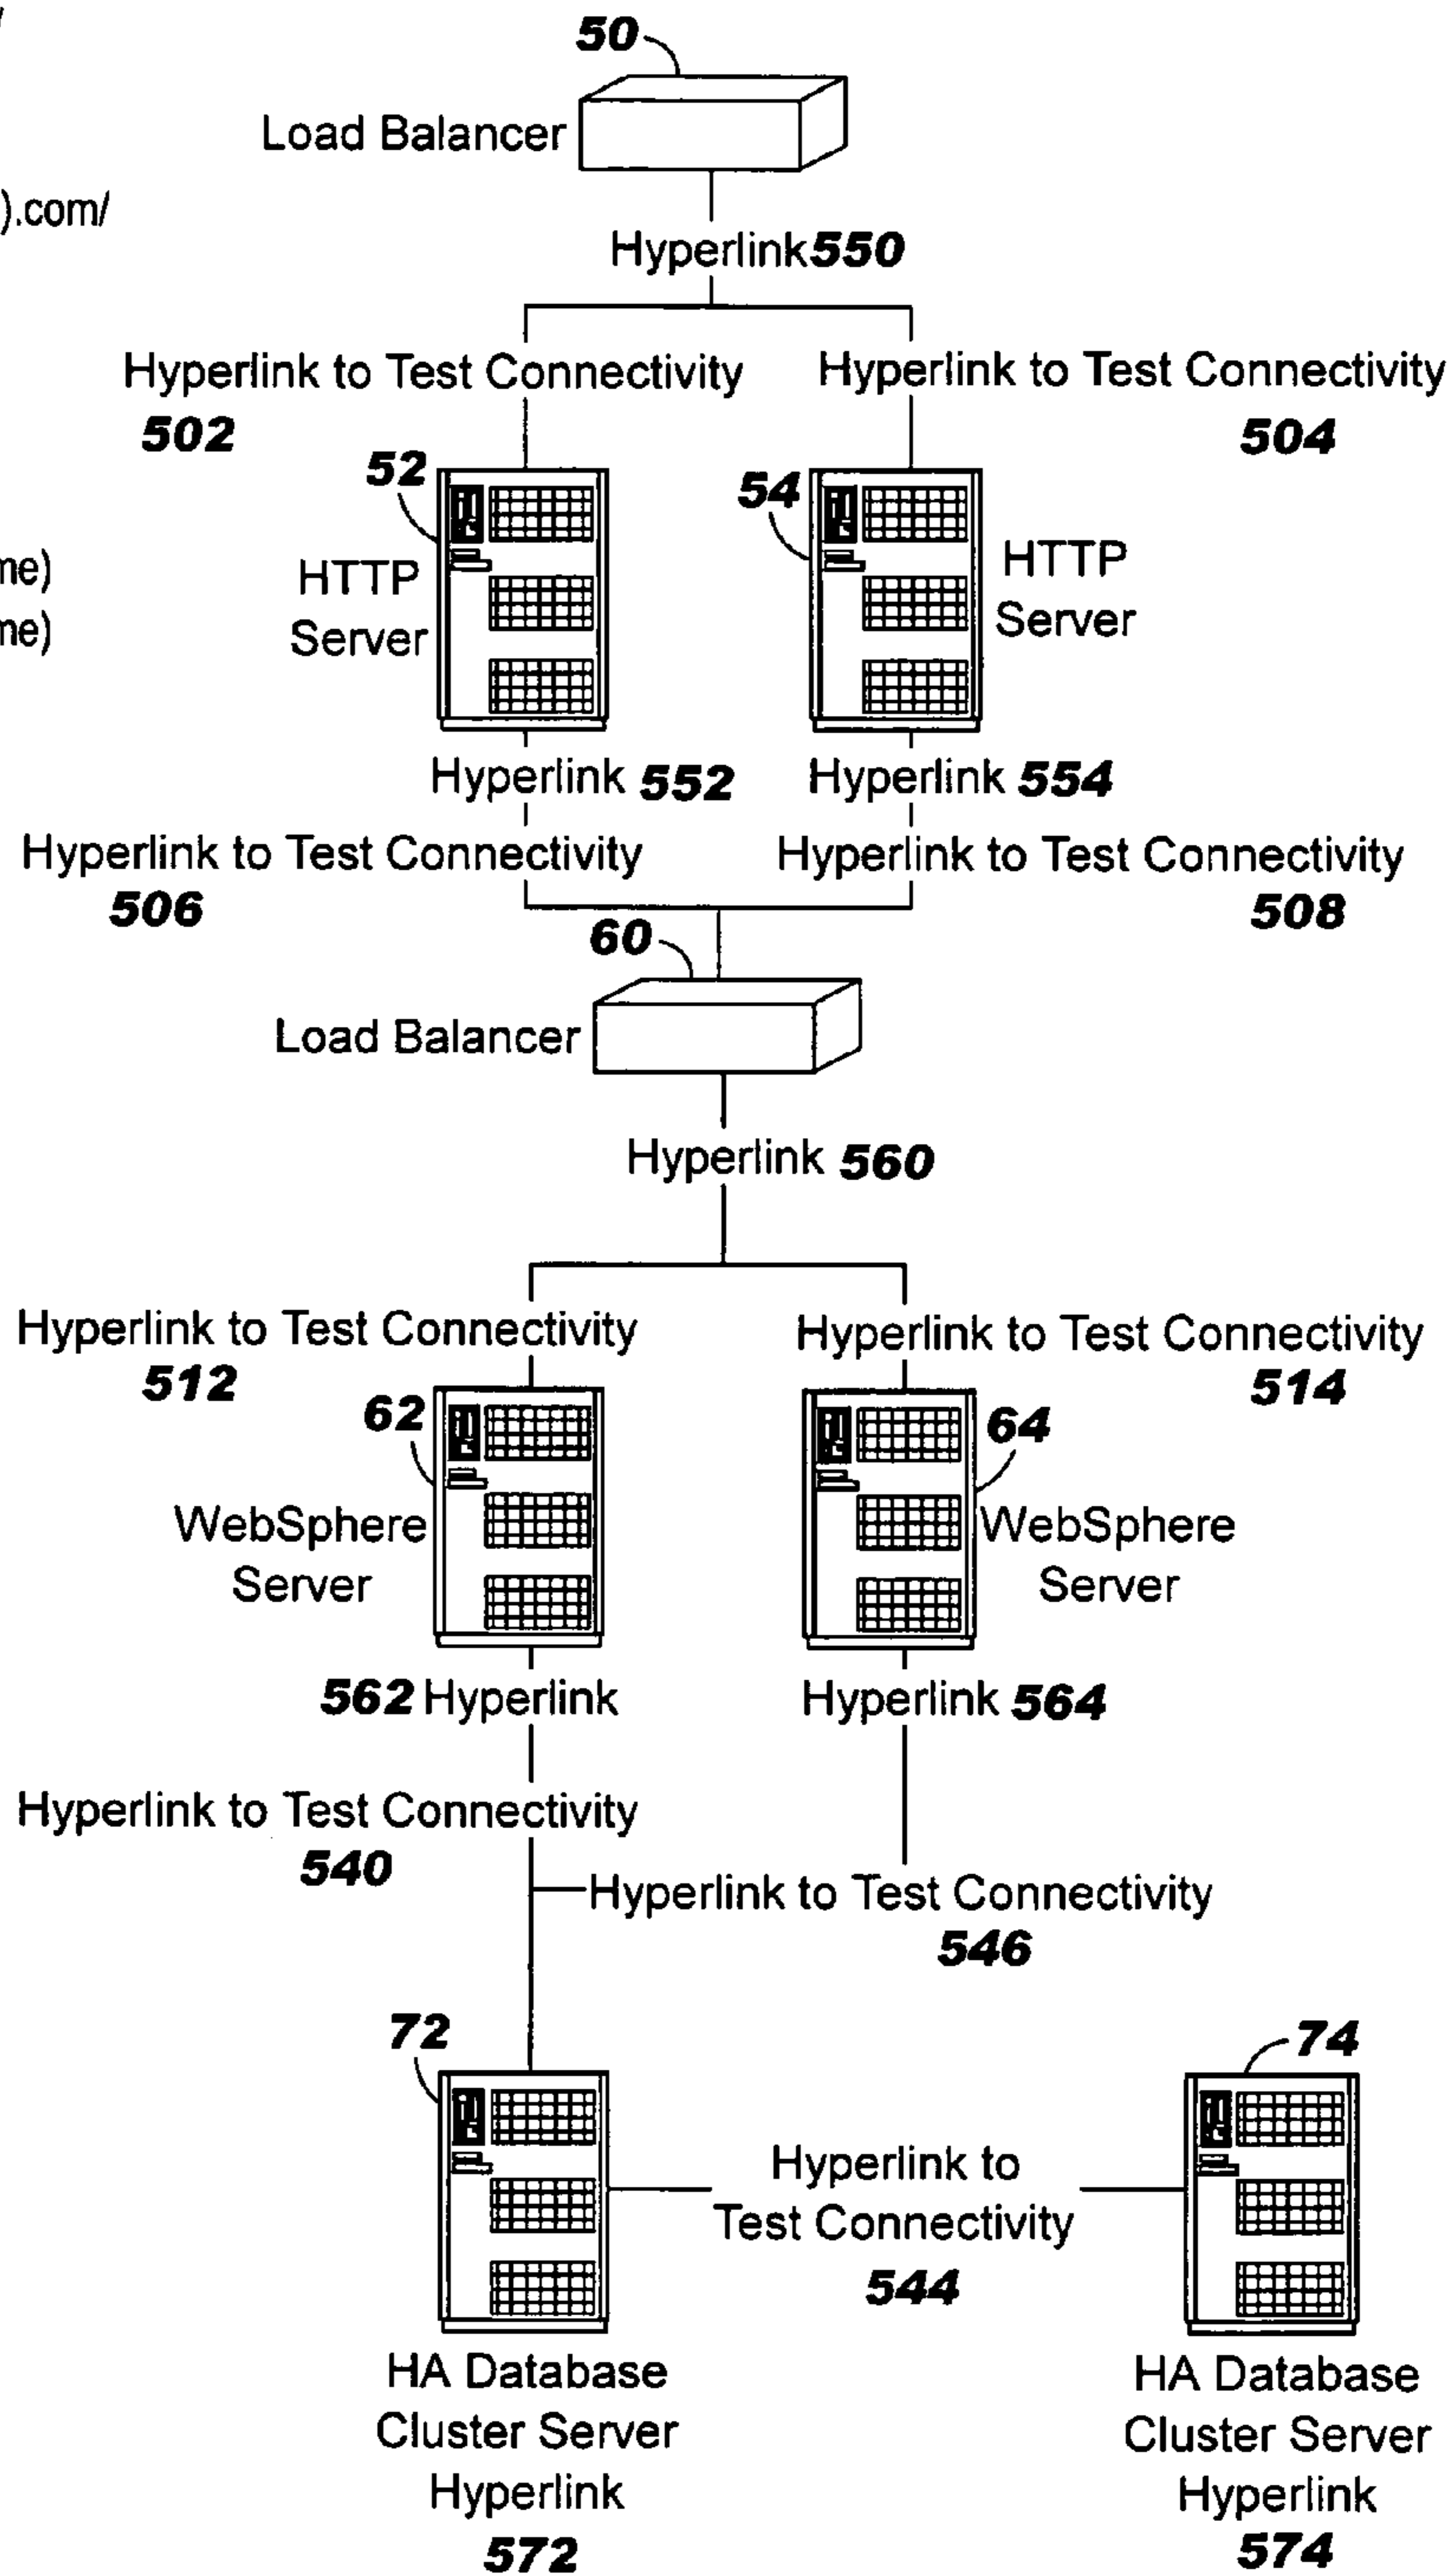 50
Load Balancer
).com/
Hyperlink 550
Hyperlink to Test Connectivity
502
Hyperlink to Test Connectivity
504
52
HTTP
Server
54
HTTP
Server
me)
me)
Hyperlink 552
Hyperlink 554
Hyperlink to Test Connectivity
506
Hyperlink to Test Connectivity
508
60
Load Balancer
Hyperlink 560
Hyperlink to Test Connectivity
512
Hyperlink to Test Connectivity
514
62
WebSphere
Server
64
WebSphere
Server
562 Hyperlink
Hyperlink 564
Hyperlink to Test Connectivity
540
Hyperlink to Test Connectivity
546
72
74
Hyperlink to
Test Connectivity
544
HA Database
Cluster Server
Hyperlink
572
HA Database
Cluster Server
Hyperlink
574